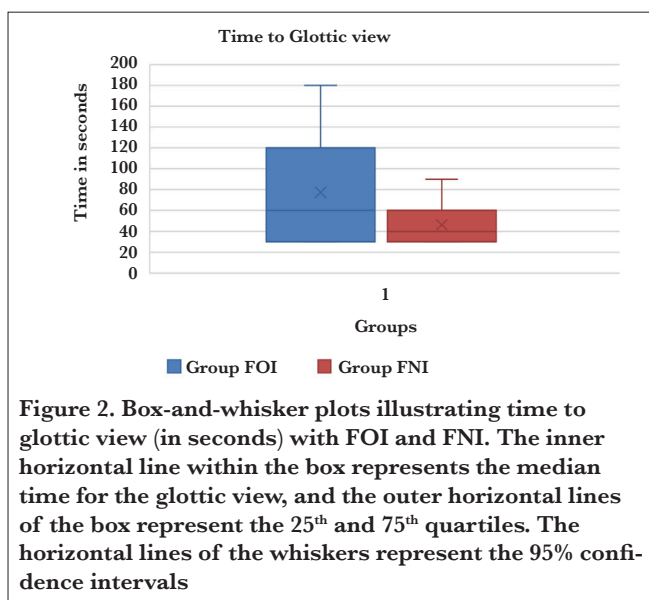 Time to Glottic view
200
180
160
140
120
100
80
60
40
20
0
Time in seconds
1
Groups
Group FOI Group FNI
Figure 2. Box-and-whisker plots illustrating time to
glottic view (in seconds) with FOI and FNI. The inner
horizontal line within the box represents the median
time for the glottic view, and the outer horizontal lines
of the box represent the 25th and 75th quartiles. The
horizontal lines of the whiskers represent the 95% confi-
dence intervals